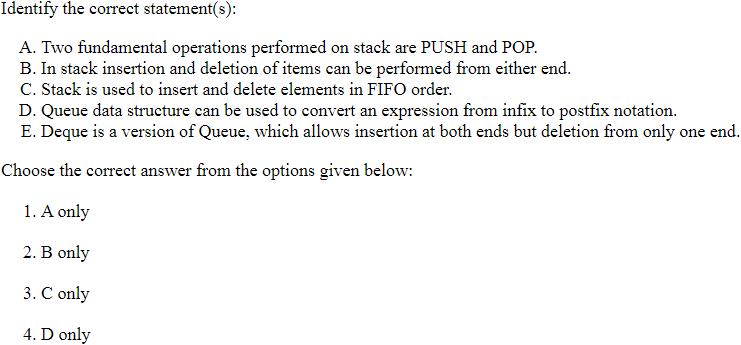 Identify the correct statement(s):
A. Two fundamental operations performed on stack are PUSH and POP.
B. In stack insertion and deletion of items can be performed from either end.
C. Stack is used to insert and delete elements in FIFO order.
D. Queue data structure can be used to convert an expression from infix to postfix notation.
E. Deque is a version of Queue, which allows insertion at both ends but deletion from only one end.
Choose the correct answer from the options given below:
1. A only
2. B only
3. C only
4. D only